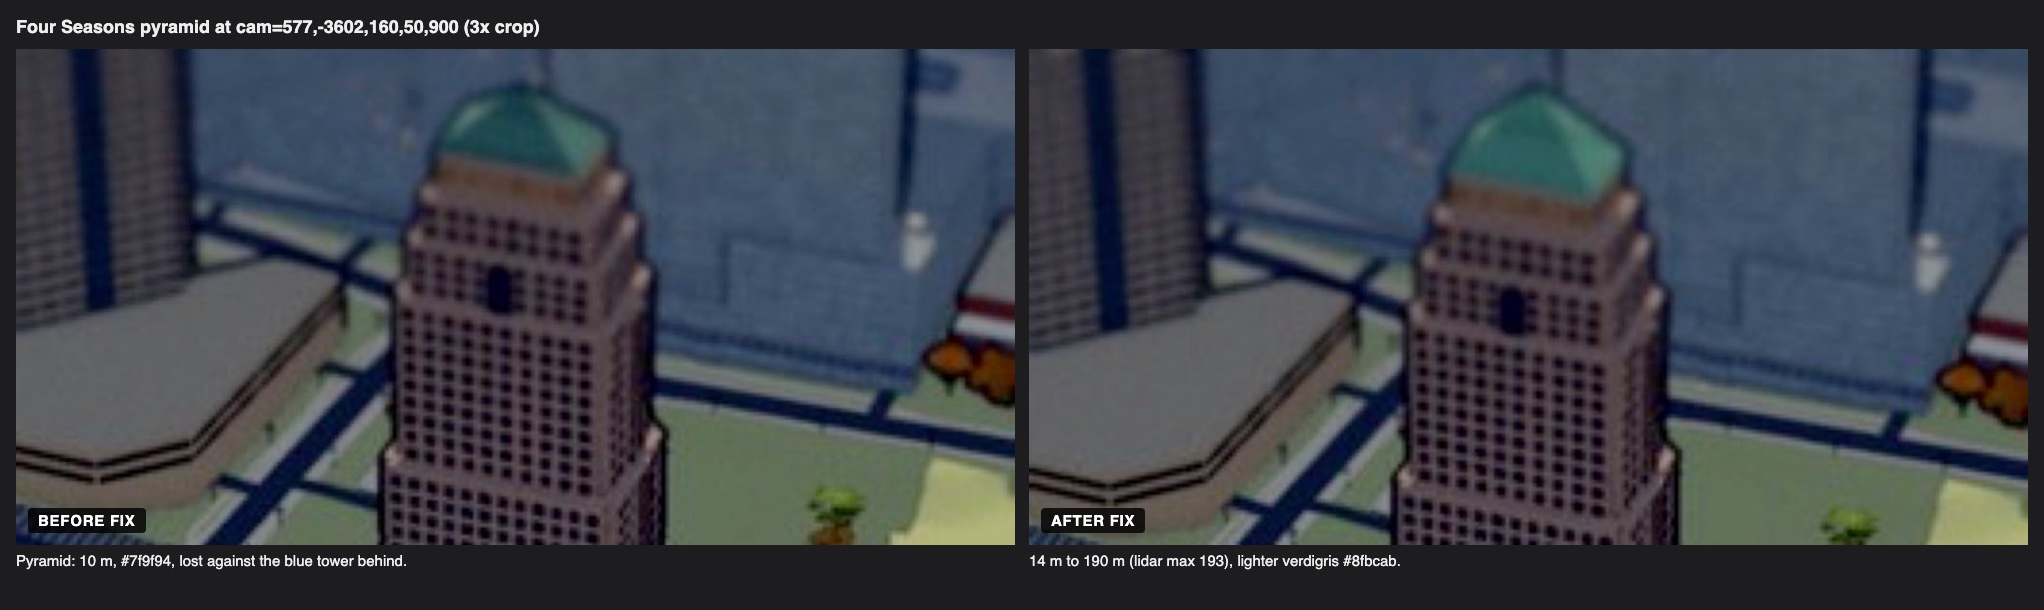 Four Seasons pyramid at cam=577,-3602,160,50,900 (3x crop)
BEFORE FIX
AFTER FIX
Pyramid: 10 m, #7f9f94, lost against the blue tower behind.
14 m to 190 m (lidar max 193), lighter verdigris #8fbcab.